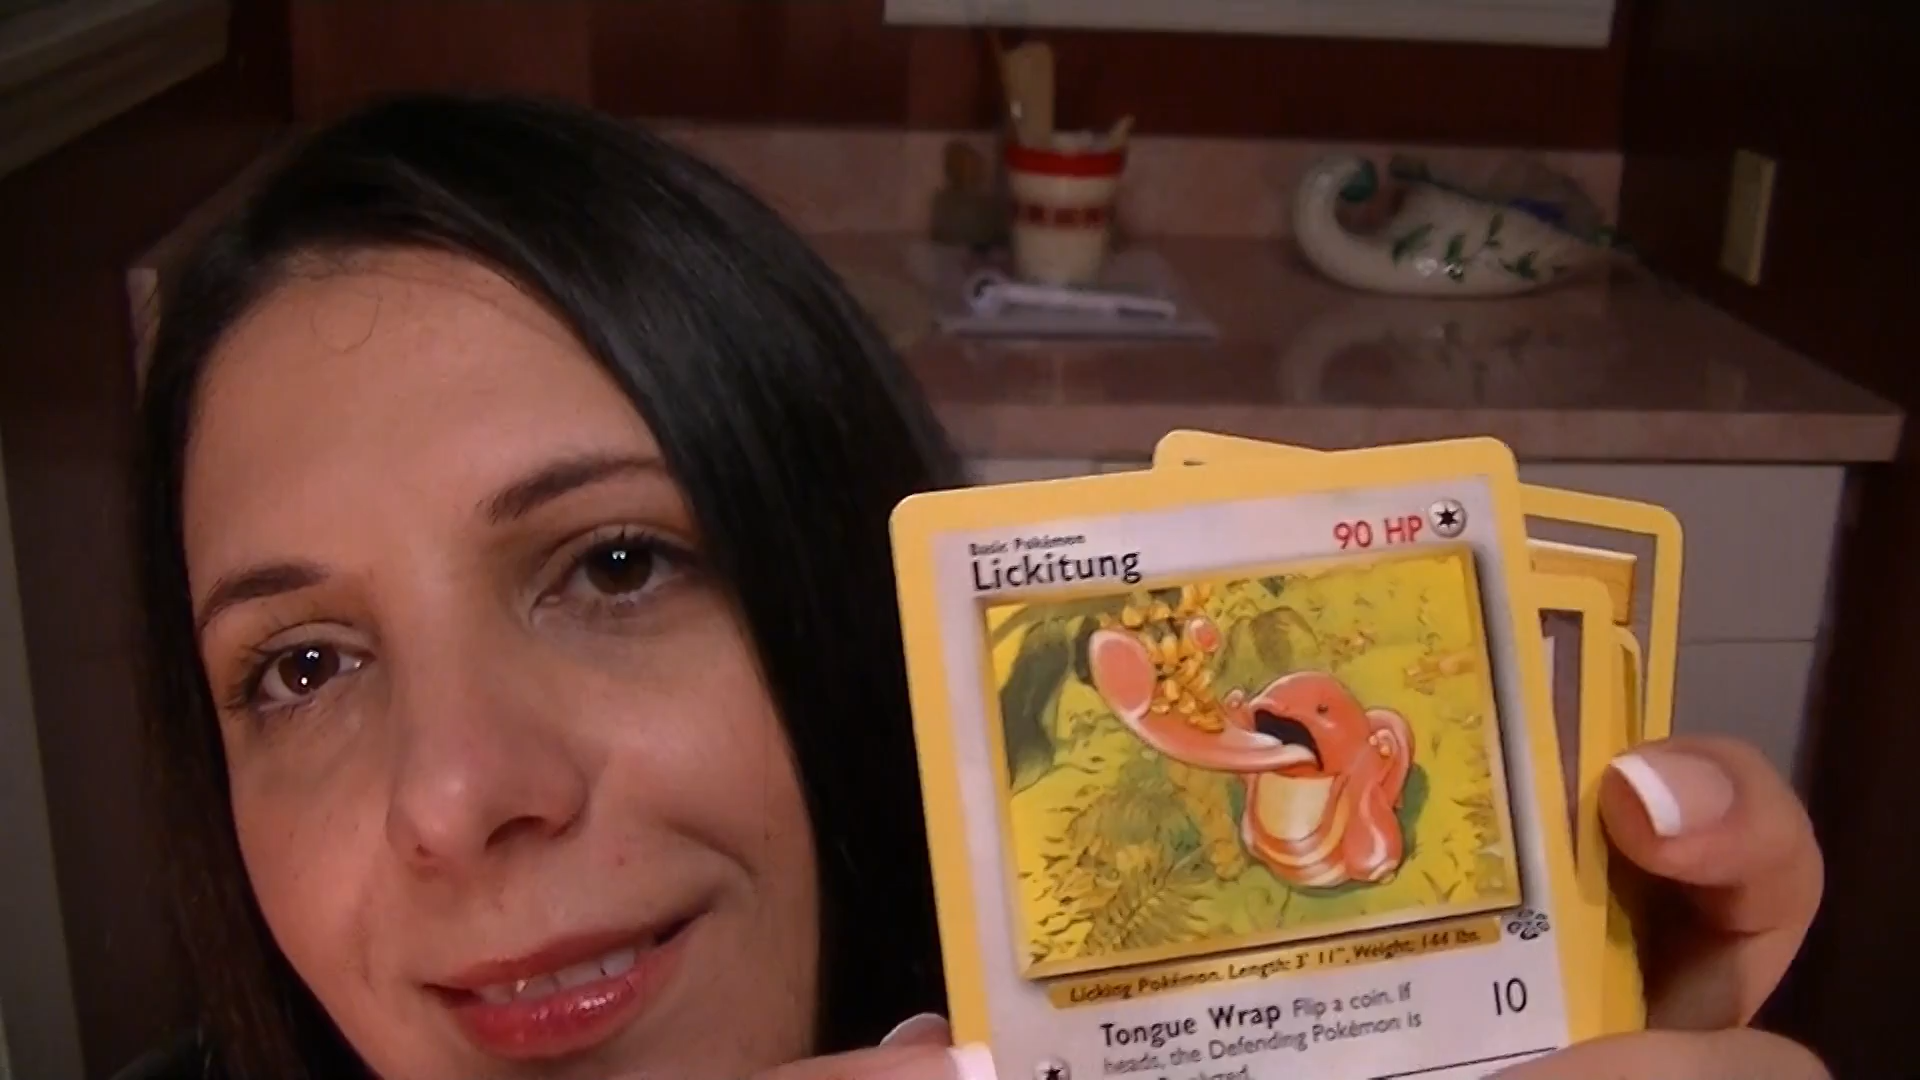 Basic Pokémon
Lickitung
90 HP
Licking Pokémon. Length: 3' 11", Weight: 144 lbs.
Tongue Wrap Flip a coin. If
heads, the Defending Pokémon is
10